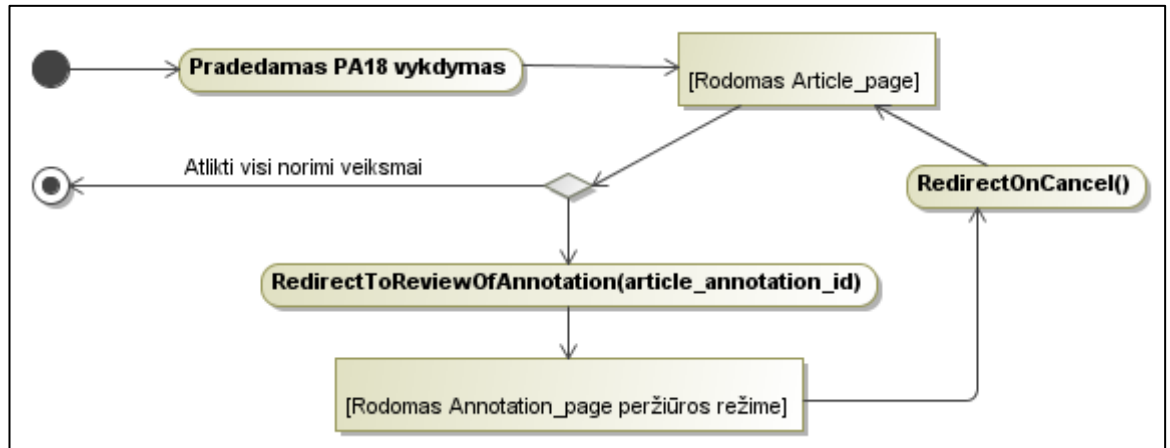 Pradedamas PA18 vykdymas
[Rodomas Article_page]
Atlikti visi norimi veiksmai
RedirectOnCancel()
RedirectToReviewOfAnnotation(article_annotation_id)
[Rodomas Annotation_page peržiūros režime]